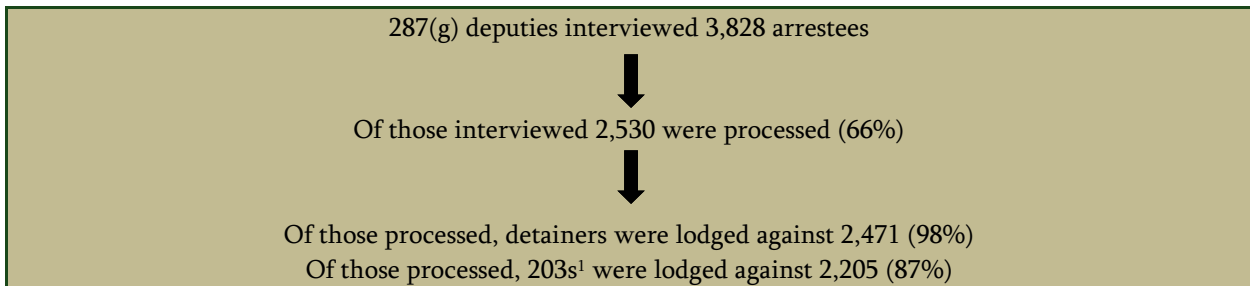 287(g) deputies interviewed 3,828 arrestees
Of those interviewed 2,530 were processed (66%)
Of those processed, detainers were lodged against 2,471 (98%)
Of those processed, 203s¹ were lodged against 2,205 (87%)